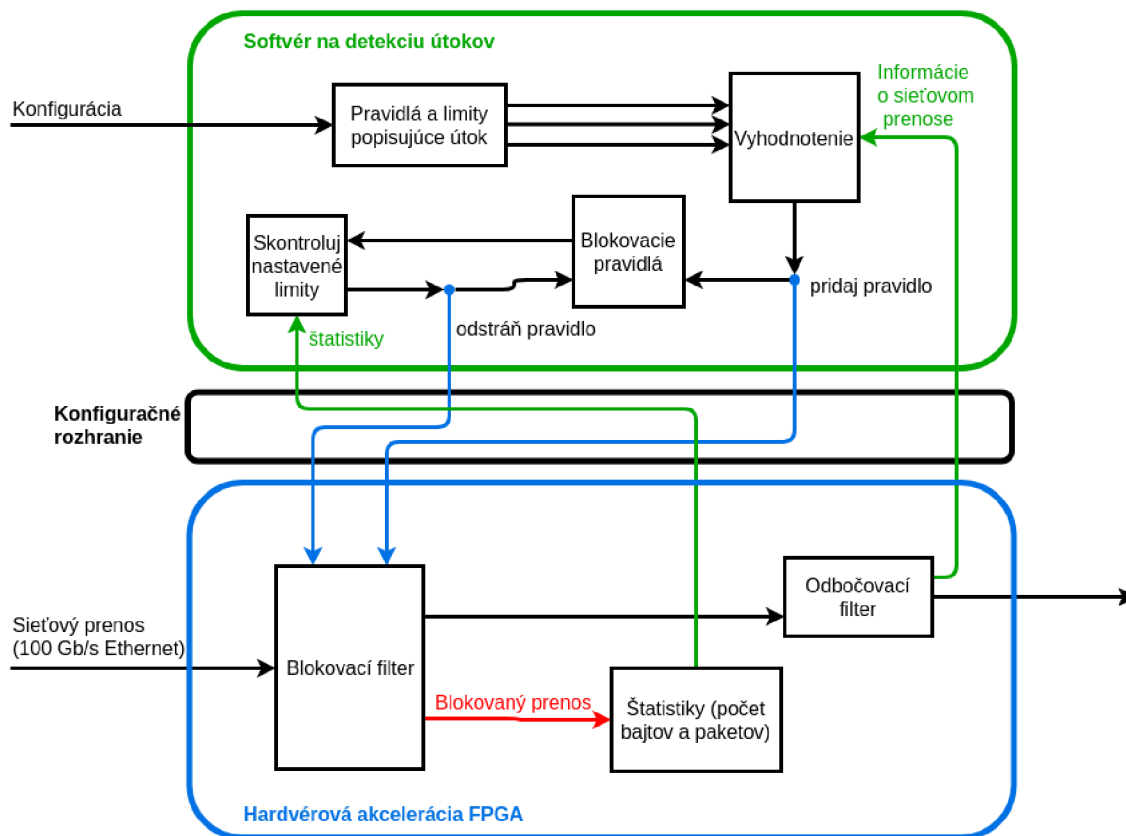 Softvér na detekciu útokov
Konfigurácia
Pravidlá a limity
popisujúce útok
Vyhodnotenie
Informácie
o sieťovom
prenose
Skontroluj
nastavené
limity
Blokovacie
pravidlá
pridaj pravidlo
odstráň pravidlo
štatistiky
Konfiguračné
rozhranie
Sieťový prenos
(100 Gb/s Ethernet)
Blokovací filter
Odbočovací
filter
Blokovaný prenos
Štatistiky (počet
bajtov a paketov)
Hardvérová akcelerácia FPGA